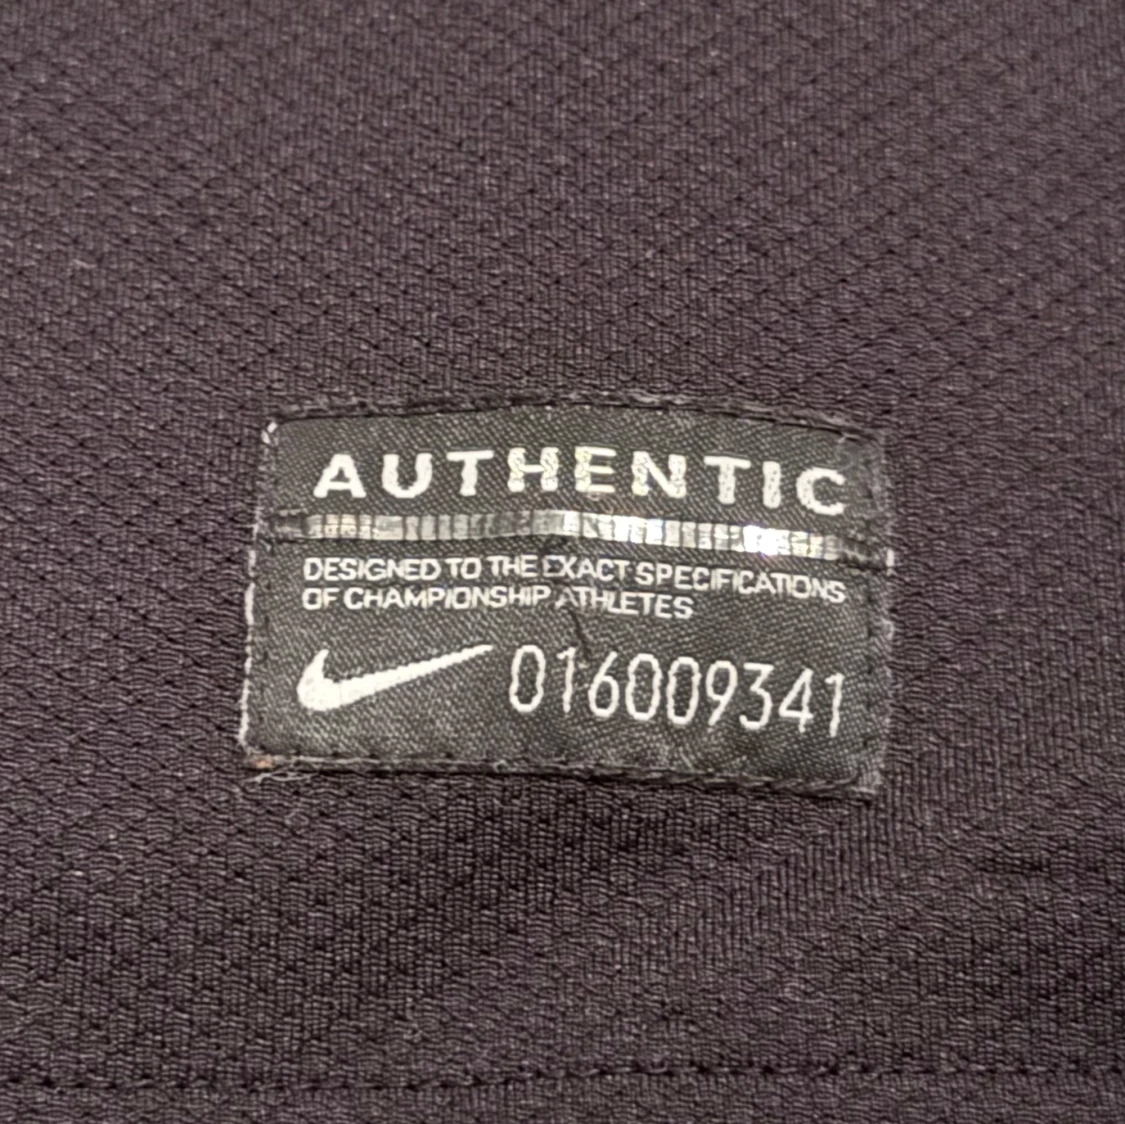 AUTHENTIC
DESIGNED TO THE EXACT SPECIFICATIONS
OF CHAMPIONSHIP ATHLETES
016009341